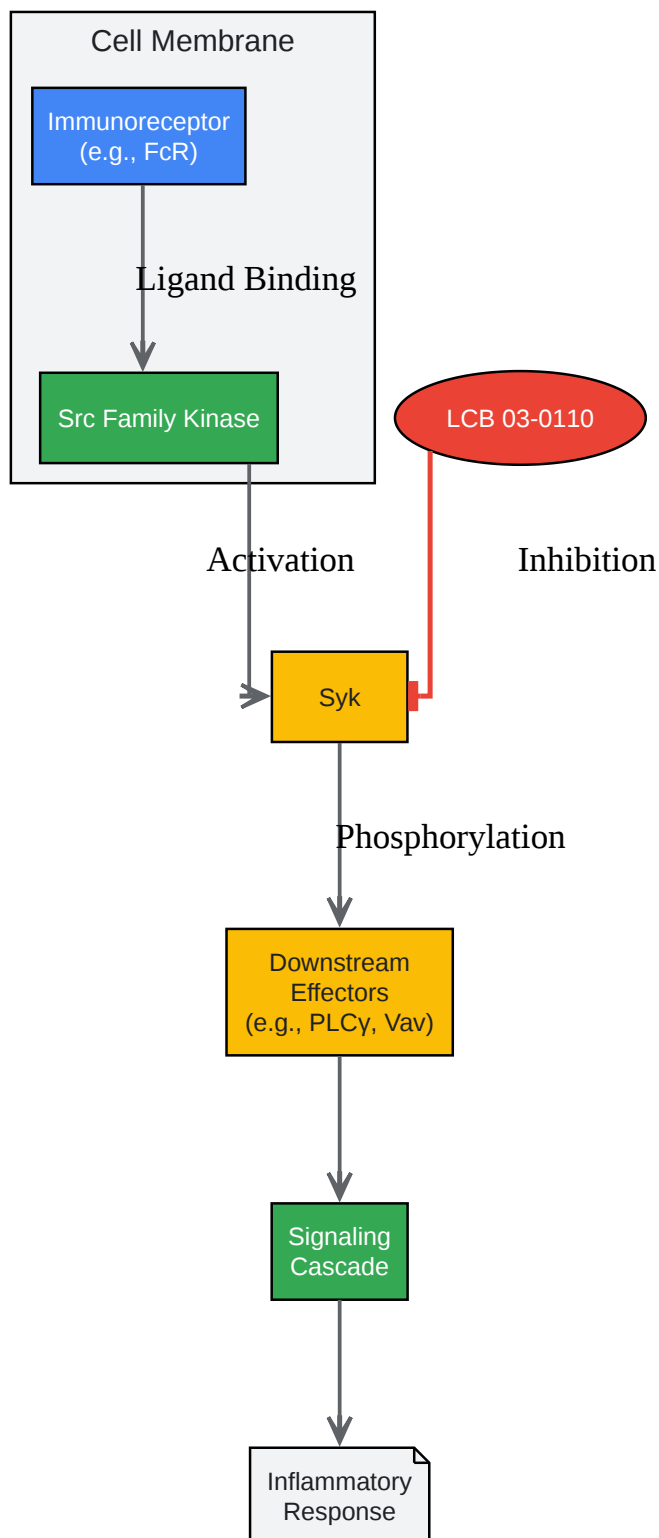 Cell Membrane
Immunoreceptor
(e.g., FcR)
Ligand Binding
Src Family Kinase
LCB 03-0110
Activation
Inhibition
Syk
Phosphorylation
Downstream
Effectors
(e.g., PLCγ, Vav)
Signaling
Cascade
Inflammatory
Response